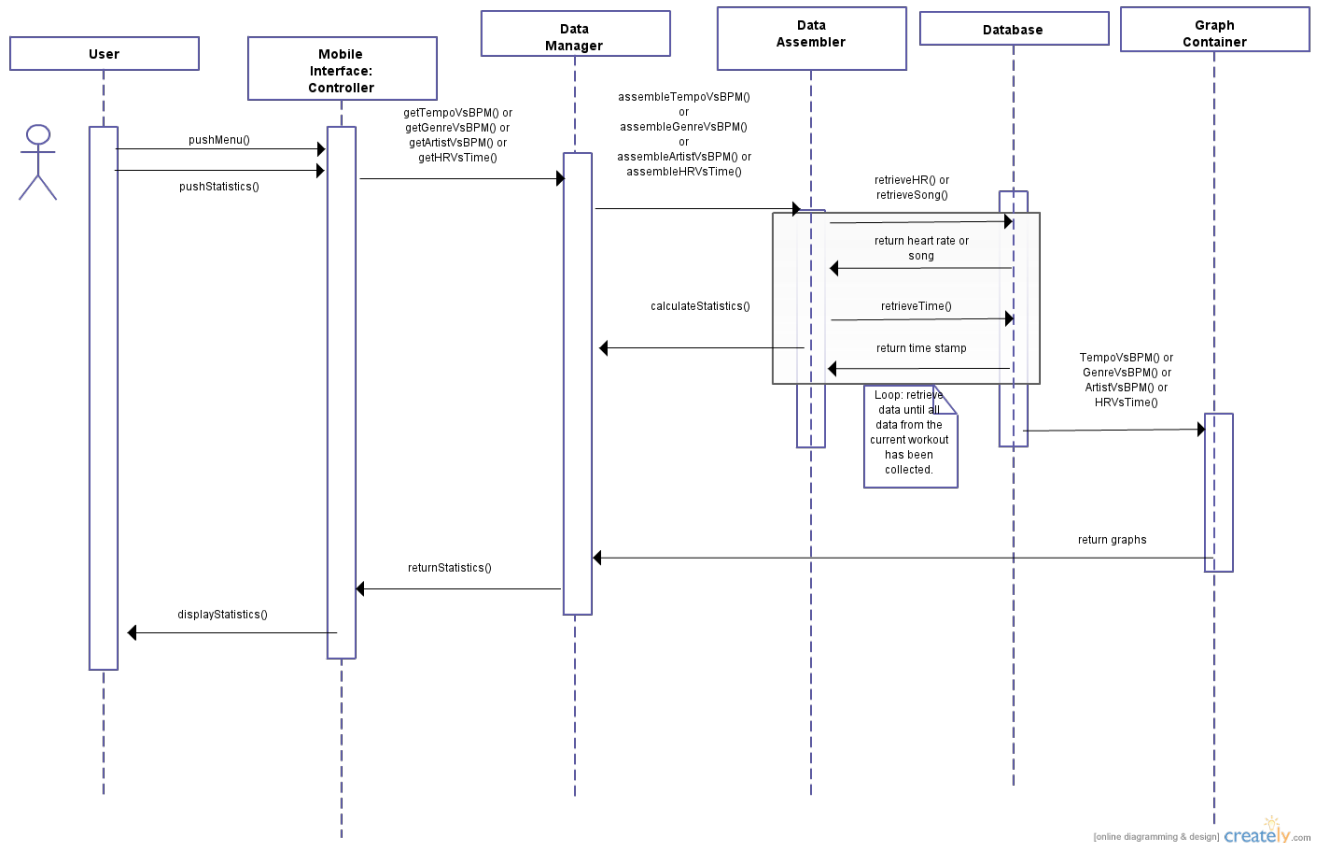 User
Mobile
Interface:
Controller
Data
Manager
Data
Assembler
Database
Graph
Container
pushMenu()
pushStatistics()
getTempoVsBPM() or
getGenreVsBPM() or
getArtistVsBPM() or
getHRVsTime()
assembleTempoVsBPM()
or
assembleGenreVsBPM()
or
assembleArtistVsBPM() or
assembleHRVsTime()
retrieveHR() or
retrieveSong()
return heart rate or
song
calculateStatistics()
retrieveTime()
return time stamp
TempoVsBPM() or
GenreVsBPM() or
ArtistVsBPM() or
HRVsTime()
Loop: retrieve
data until all
data from the
current workout
has been
collected.
return graphs
returnStatistics()
displayStatistics()
[online diagramming & design] creately.com